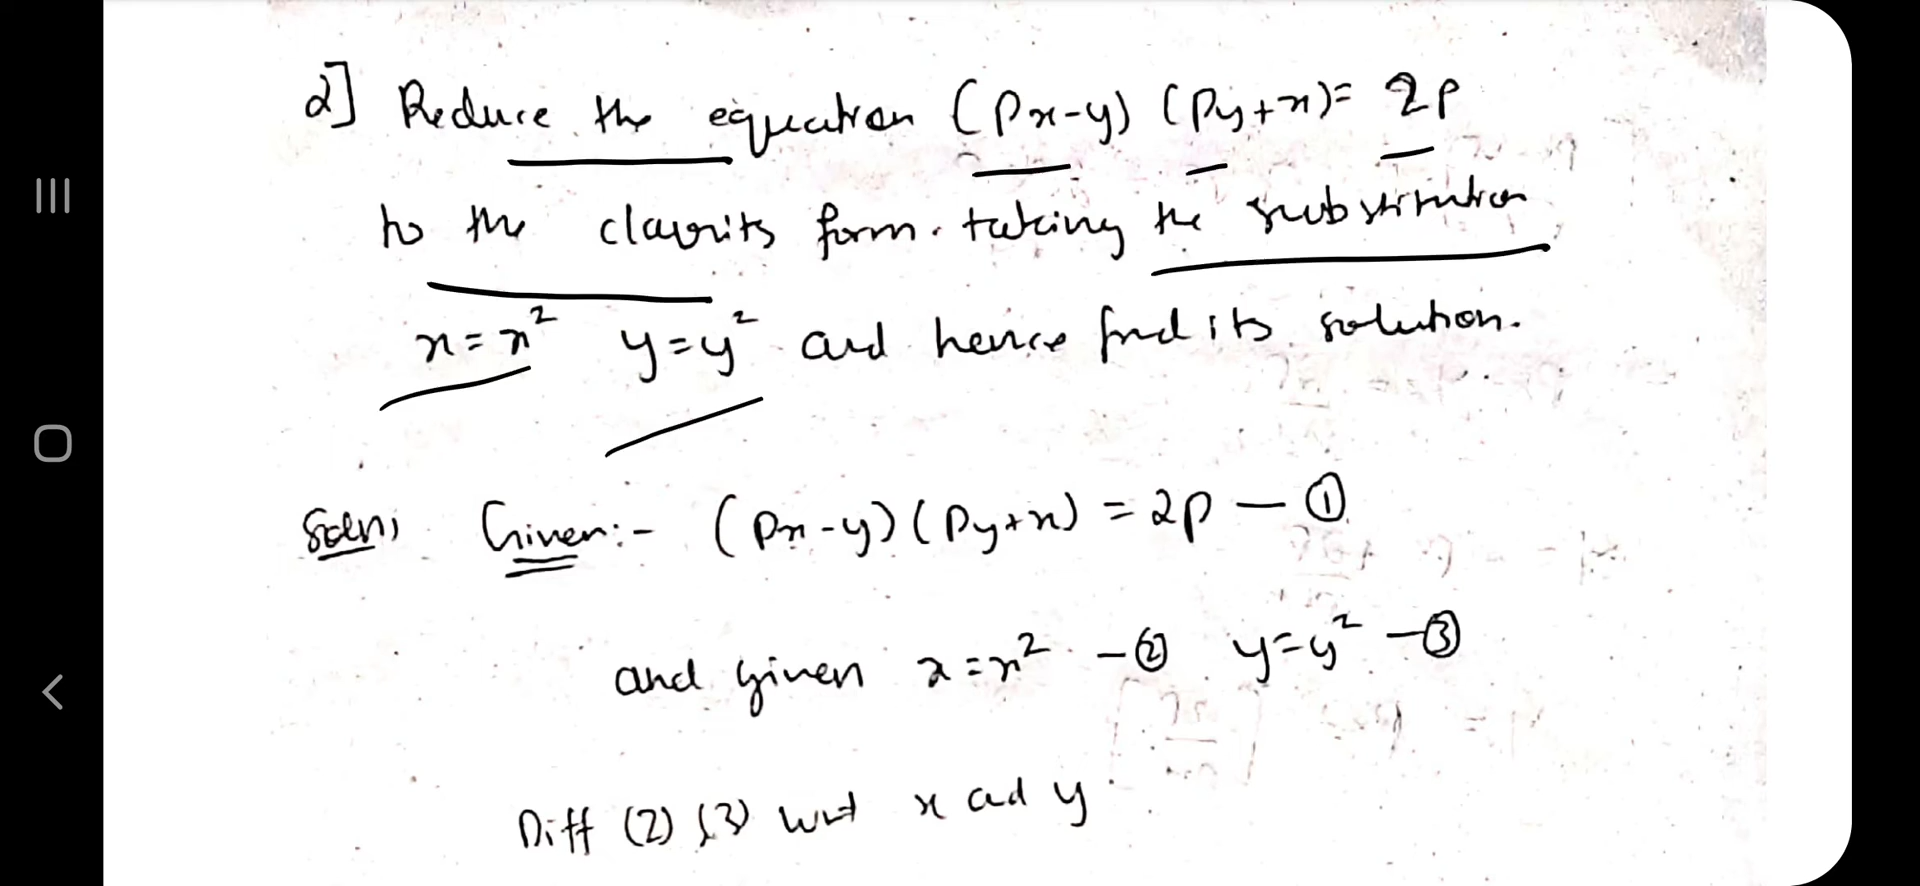 2] Reduce the equation (Px-y) (Py+x)= 2P
to the clavrits form. taking the substitution
x=x² y=y² and hence find its solution.
Soln; Given:- (Px-y)(Py+x) = 2P — ①
and given x=x² -② y=y² -③
Diff (2) (3) wrt x and y